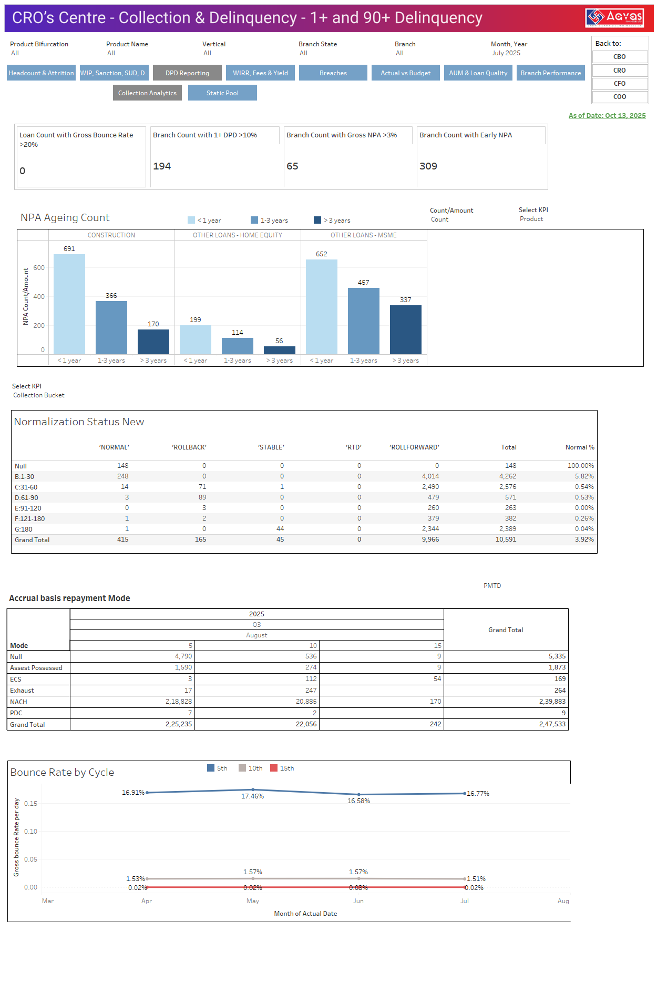 CRO’s Centre - Collection & Delinquency - 1+ and 90+ Delinquency
Aavas
FINANCIERS LTD
Product Bifurcation Product Name Vertical Branch State Branch Month, Year
All All All All All July 2025
Back to:
CBO
CRO
CFO
COO
Headcount & Attrition WIP, Sanction, SUD, D.. DPD Reporting WIRR, Fees & Yield Breaches Actual vs Budget AUM & Loan Quality Branch Performance
Collection Analytics Static Pool
As of Date: Oct 13, 2025
Loan Count with Gross Bounce Rate
>20%
0
Branch Count with 1+ DPD >10%
194
Branch Count with Gross NPA >3%
65
Branch Count with Early NPA
309
NPA Ageing Count
< 1 year 1-3 years > 3 years
Count/Amount
Count
Select KPI
Product
CONSTRUCTION OTHER LOANS - HOME EQUITY OTHER LOANS - MSME
NPA Count/Amount
600
400
200
0
691 366 170 199 114 56 652 457 337
< 1 year 1-3 years > 3 years < 1 year 1-3 years > 3 years < 1 year 1-3 years > 3 years
Select KPI
Collection Bucket
Normalization Status New
'NORMAL' 'ROLLBACK' 'STABLE' 'RTD' 'ROLLFORWARD' Total Normal %
Null 148 0 0 0 0 148 100.00%
B:1-30 248 0 0 0 4,014 4,262 5.82%
C:31-60 14 71 1 0 2,490 2,576 0.54%
D:61-90 3 89 0 0 479 571 0.53%
E:91-120 0 3 0 0 260 263 0.00%
F:121-180 1 2 0 0 379 382 0.26%
G:180 1 0 44 0 2,344 2,389 0.04%
Grand Total 415 165 45 0 9,966 10,591 3.92%
PMTD
Accrual basis repayment Mode
2025
Q3
August
Grand Total
Mode 5 10 15
Null 4,790 536 9 5,335
Assest Possessed 1,590 274 9 1,873
ECS 3 112 54 169
Exhaust 17 247 264
NACH 2,18,828 20,885 170 2,39,883
PDC 7 2 9
Grand Total 2,25,235 22,056 242 2,47,533
Bounce Rate by Cycle
5th 10th 15th
Gross bounce Rate per day
0.15
0.10
0.05
0.00
16.91% 17.46% 16.58% 16.77%
1.53% 1.57% 1.57% 1.51%
0.02% 0.02% 0.03% 0.02%
Mar Apr May Jun Jul Aug
Month of Actual Date